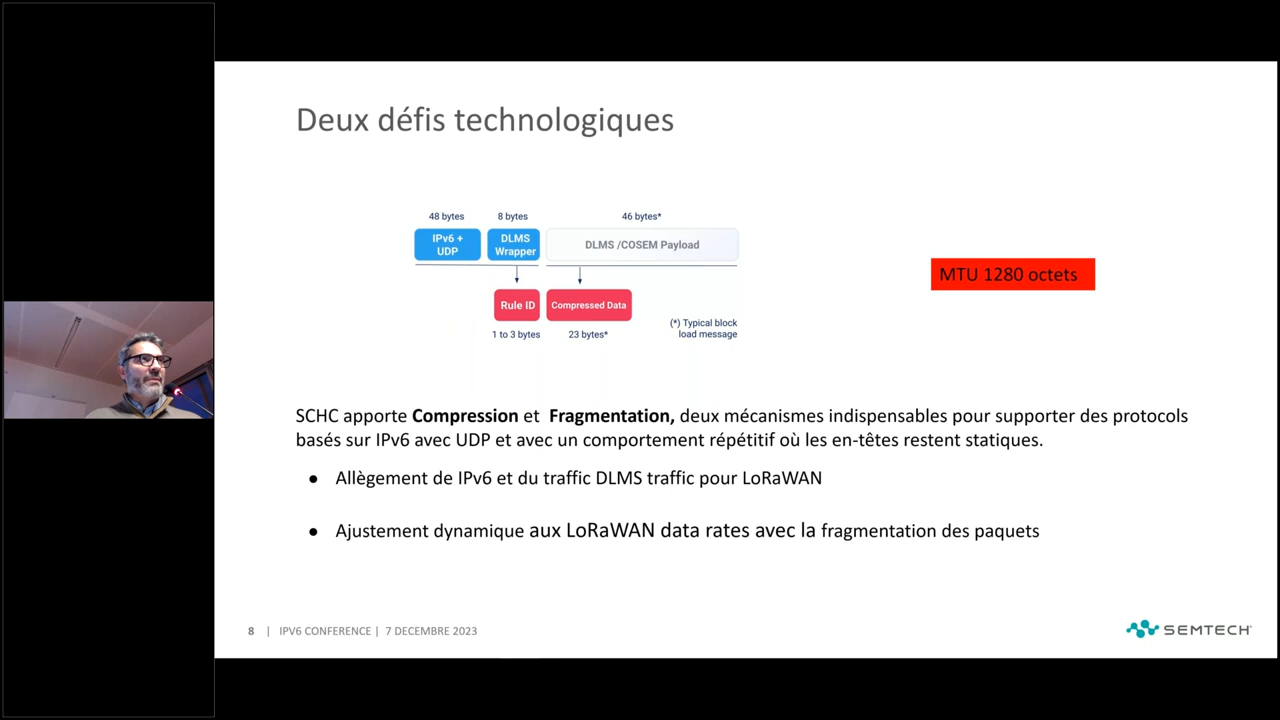 Deux défis technologiques
48 bytes
8 bytes
46 bytes*
IPv6 +
UDP
DLMS
Wrapper
DLMS /COSEM Payload
MTU 1280 octets
Rule ID
Compressed Data
1 to 3 bytes
23 bytes*
(*) Typical block
load message
SCHC apporte Compression et Fragmentation, deux mécanismes indispensables pour supporter des protocols
basés sur IPv6 avec UDP et avec un comportement répétitif où les en-têtes restent statiques.
● Allègement de IPv6 et du traffic DLMS traffic pour LoRaWAN
● Ajustement dynamique aux LoRaWAN data rates avec la fragmentation des paquets
8 | IPV6 CONFERENCE | 7 DECEMBRE 2023
SEMTECH